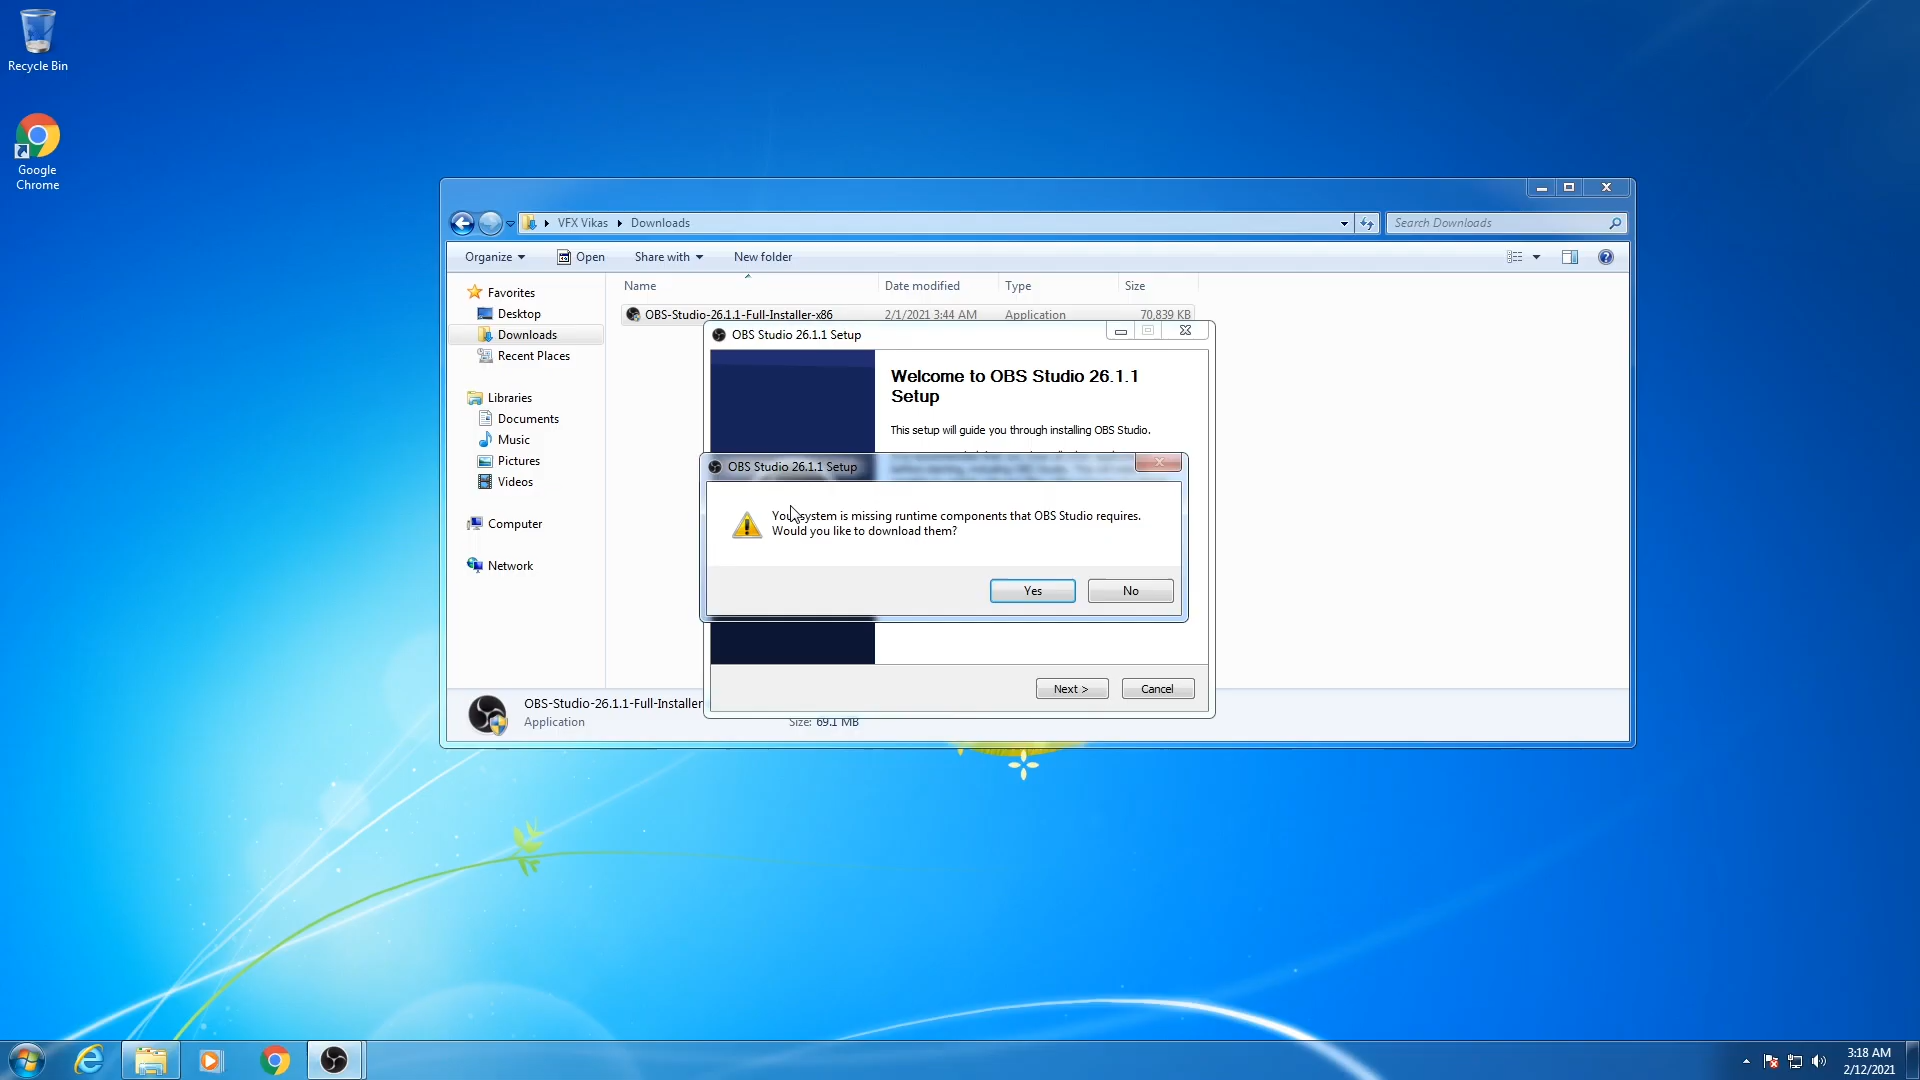 Recycle Bin
Google
Chrome
VFX Vikas
Downloads
Search Downloads
Organize
Open
Share with
New folder
Name
Date modified
Type
Size
Favorites
Desktop
Downloads
Recent Places
Libraries
Documents
Music
Pictures
Videos
Computer
Network
OBS-Studio-26.1.1-Full-Installer-x86
2/1/2021 3:44 AM
Application
70,839 KB
OBS Studio 26.1.1 Setup
Welcome to OBS Studio 26.1.1
Setup
This setup will guide you through installing OBS Studio.
OBS Studio 26.1.1 Setup
Your system is missing runtime components that OBS Studio requires.
Would you like to download them?
Yes
No
Next >
Cancel
OBS-Studio-26.1.1-Full-Installer
Application
Size: 69.1 MB
3:18 AM
2/12/2021